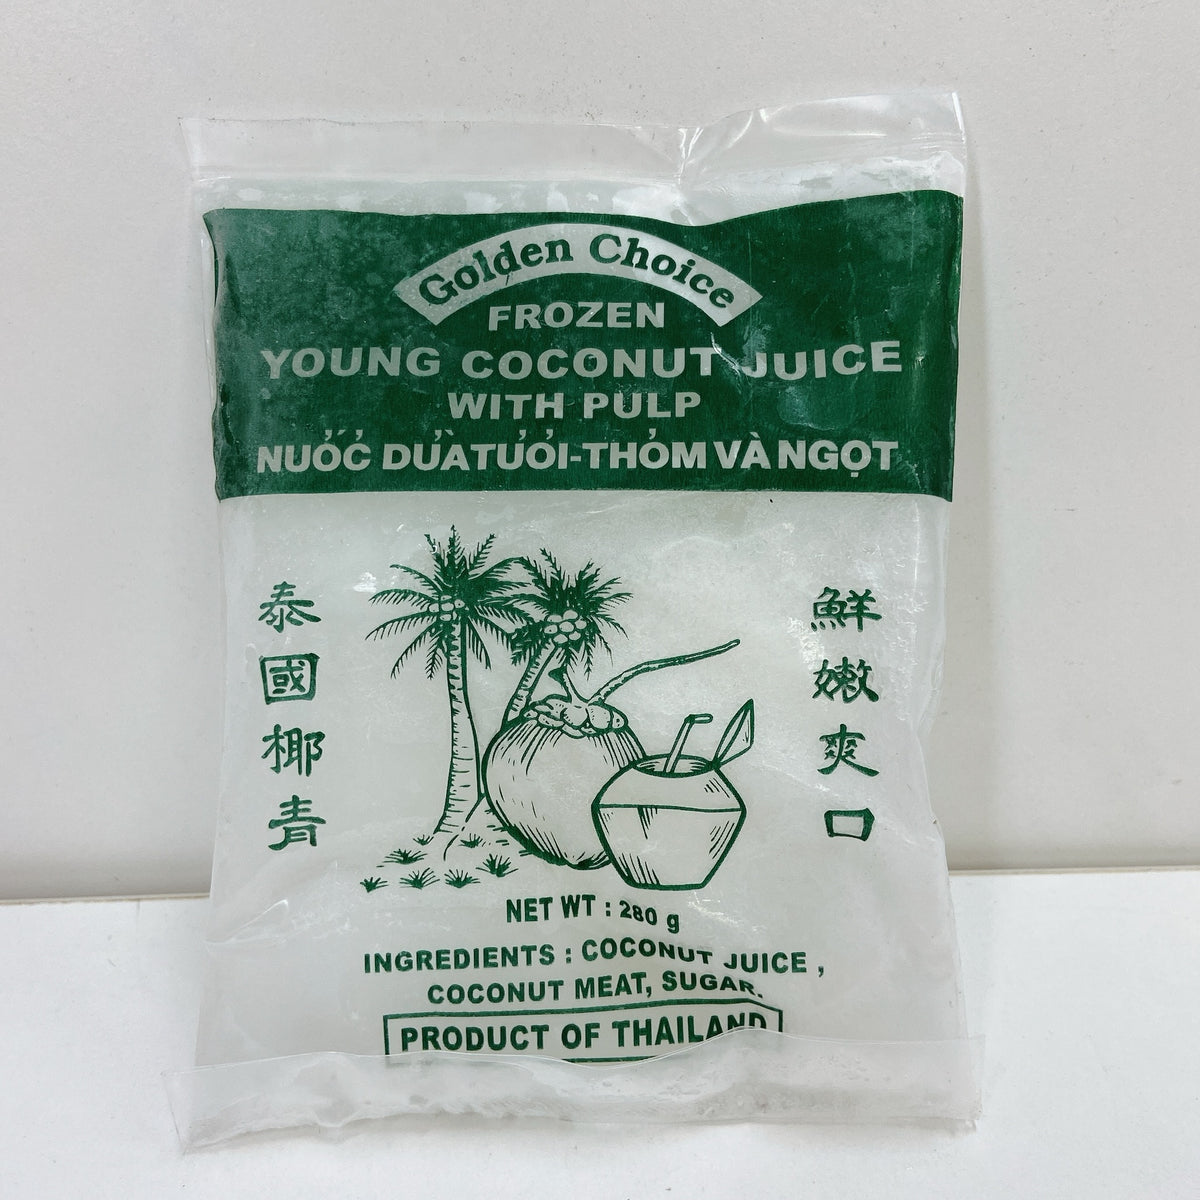 Golden Choice
FROZEN
YOUNG COCONUT JUICE
WITH PULP
NƯỚC DỪA TƯƠI-THƠM VÀ NGỌT
泰國椰青
鮮嫩爽口
NET WT : 280 g
INGREDIENTS : COCONUT JUICE ,
COCONUT MEAT, SUGAR.
PRODUCT OF THAILAND